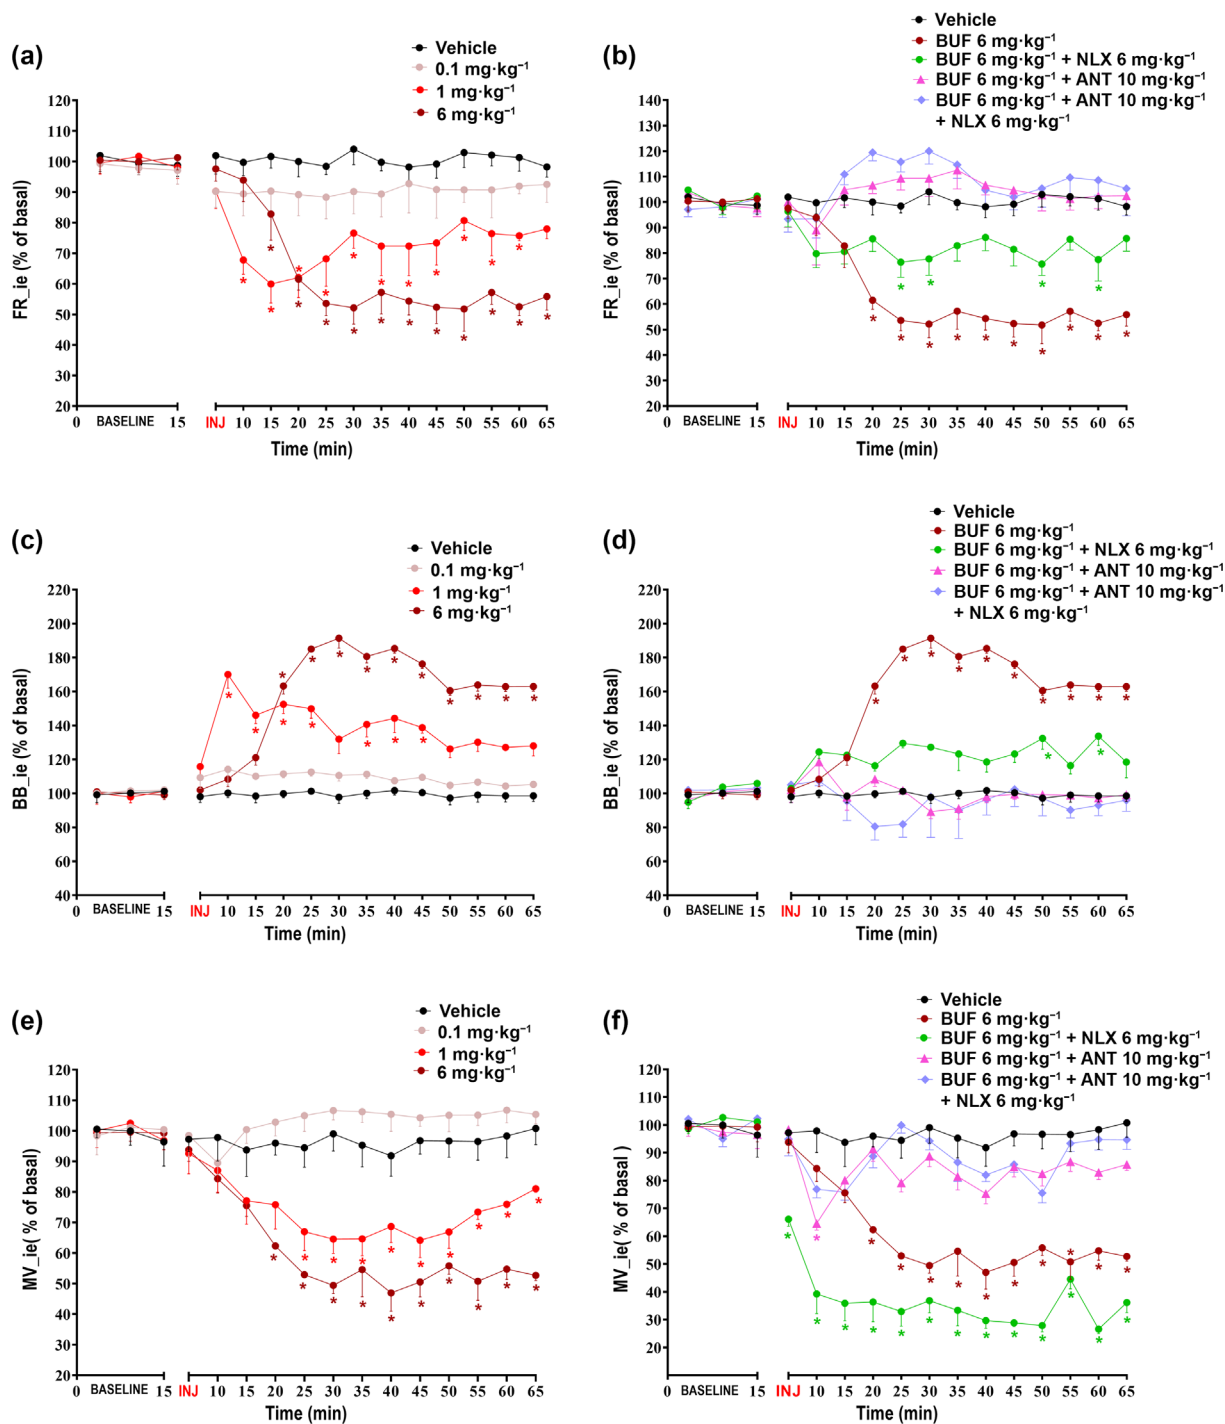 (a)
Vehicle
0.1 mg·kg⁻¹
1 mg·kg⁻¹
6 mg·kg⁻¹
FR_ie (% of basal)
120
110
100
90
80
70
60
50
40
30
20
0 BASELINE 15 INJ 10 15 20 25 30 35 40 45 50 55 60 65
Time (min)
* * * * * * * * * * * * * * * * * * * *
(b)
Vehicle
BUF 6 mg·kg⁻¹
BUF 6 mg·kg⁻¹ + NLX 6 mg·kg⁻¹
BUF 6 mg·kg⁻¹ + ANT 10 mg·kg⁻¹
BUF 6 mg·kg⁻¹ + ANT 10 mg·kg⁻¹
+ NLX 6 mg·kg⁻¹
FR_ie (% of basal)
140
130
120
110
100
90
80
70
60
50
40
30
20
0 BASELINE 15 INJ 10 15 20 25 30 35 40 45 50 55 60 65
Time (min)
(c)
Vehicle
0.1 mg·kg⁻¹
1 mg·kg⁻¹
6 mg·kg⁻¹
BB_ie (% of basal)
220
200
180
160
140
120
100
80
60
40
0 BASELINE 15 INJ 10 15 20 25 30 35 40 45 50 55 60 65
Time (min)
(d)
Vehicle
BUF 6 mg·kg⁻¹
BUF 6 mg·kg⁻¹ + NLX 6 mg·kg⁻¹
BUF 6 mg·kg⁻¹ + ANT 10 mg·kg⁻¹
BUF 6 mg·kg⁻¹ + ANT 10 mg·kg⁻¹
+ NLX 6 mg·kg⁻¹
BB_ie (% of basal)
220
200
180
160
140
120
100
80
60
40
0 BASELINE 15 INJ 10 15 20 25 30 35 40 45 50 55 60 65
Time (min)
(e)
Vehicle
0.1 mg·kg⁻¹
1 mg·kg⁻¹
6 mg·kg⁻¹
MV_ie( % of basal)
120
110
100
90
80
70
60
50
40
30
20
0 BASELINE 15 INJ 10 15 20 25 30 35 40 45 50 55 60 65
Time (min)
(f)
Vehicle
BUF 6 mg·kg⁻¹
BUF 6 mg·kg⁻¹ + NLX 6 mg·kg⁻¹
BUF 6 mg·kg⁻¹ + ANT 10 mg·kg⁻¹
BUF 6 mg·kg⁻¹ + ANT 10 mg·kg⁻¹
+ NLX 6 mg·kg⁻¹
MV_ie( % of basal)
120
110
100
90
80
70
60
50
40
30
20
0 BASELINE 15 INJ 10 15 20 25 30 35 40 45 50 55 60 65
Time (min)